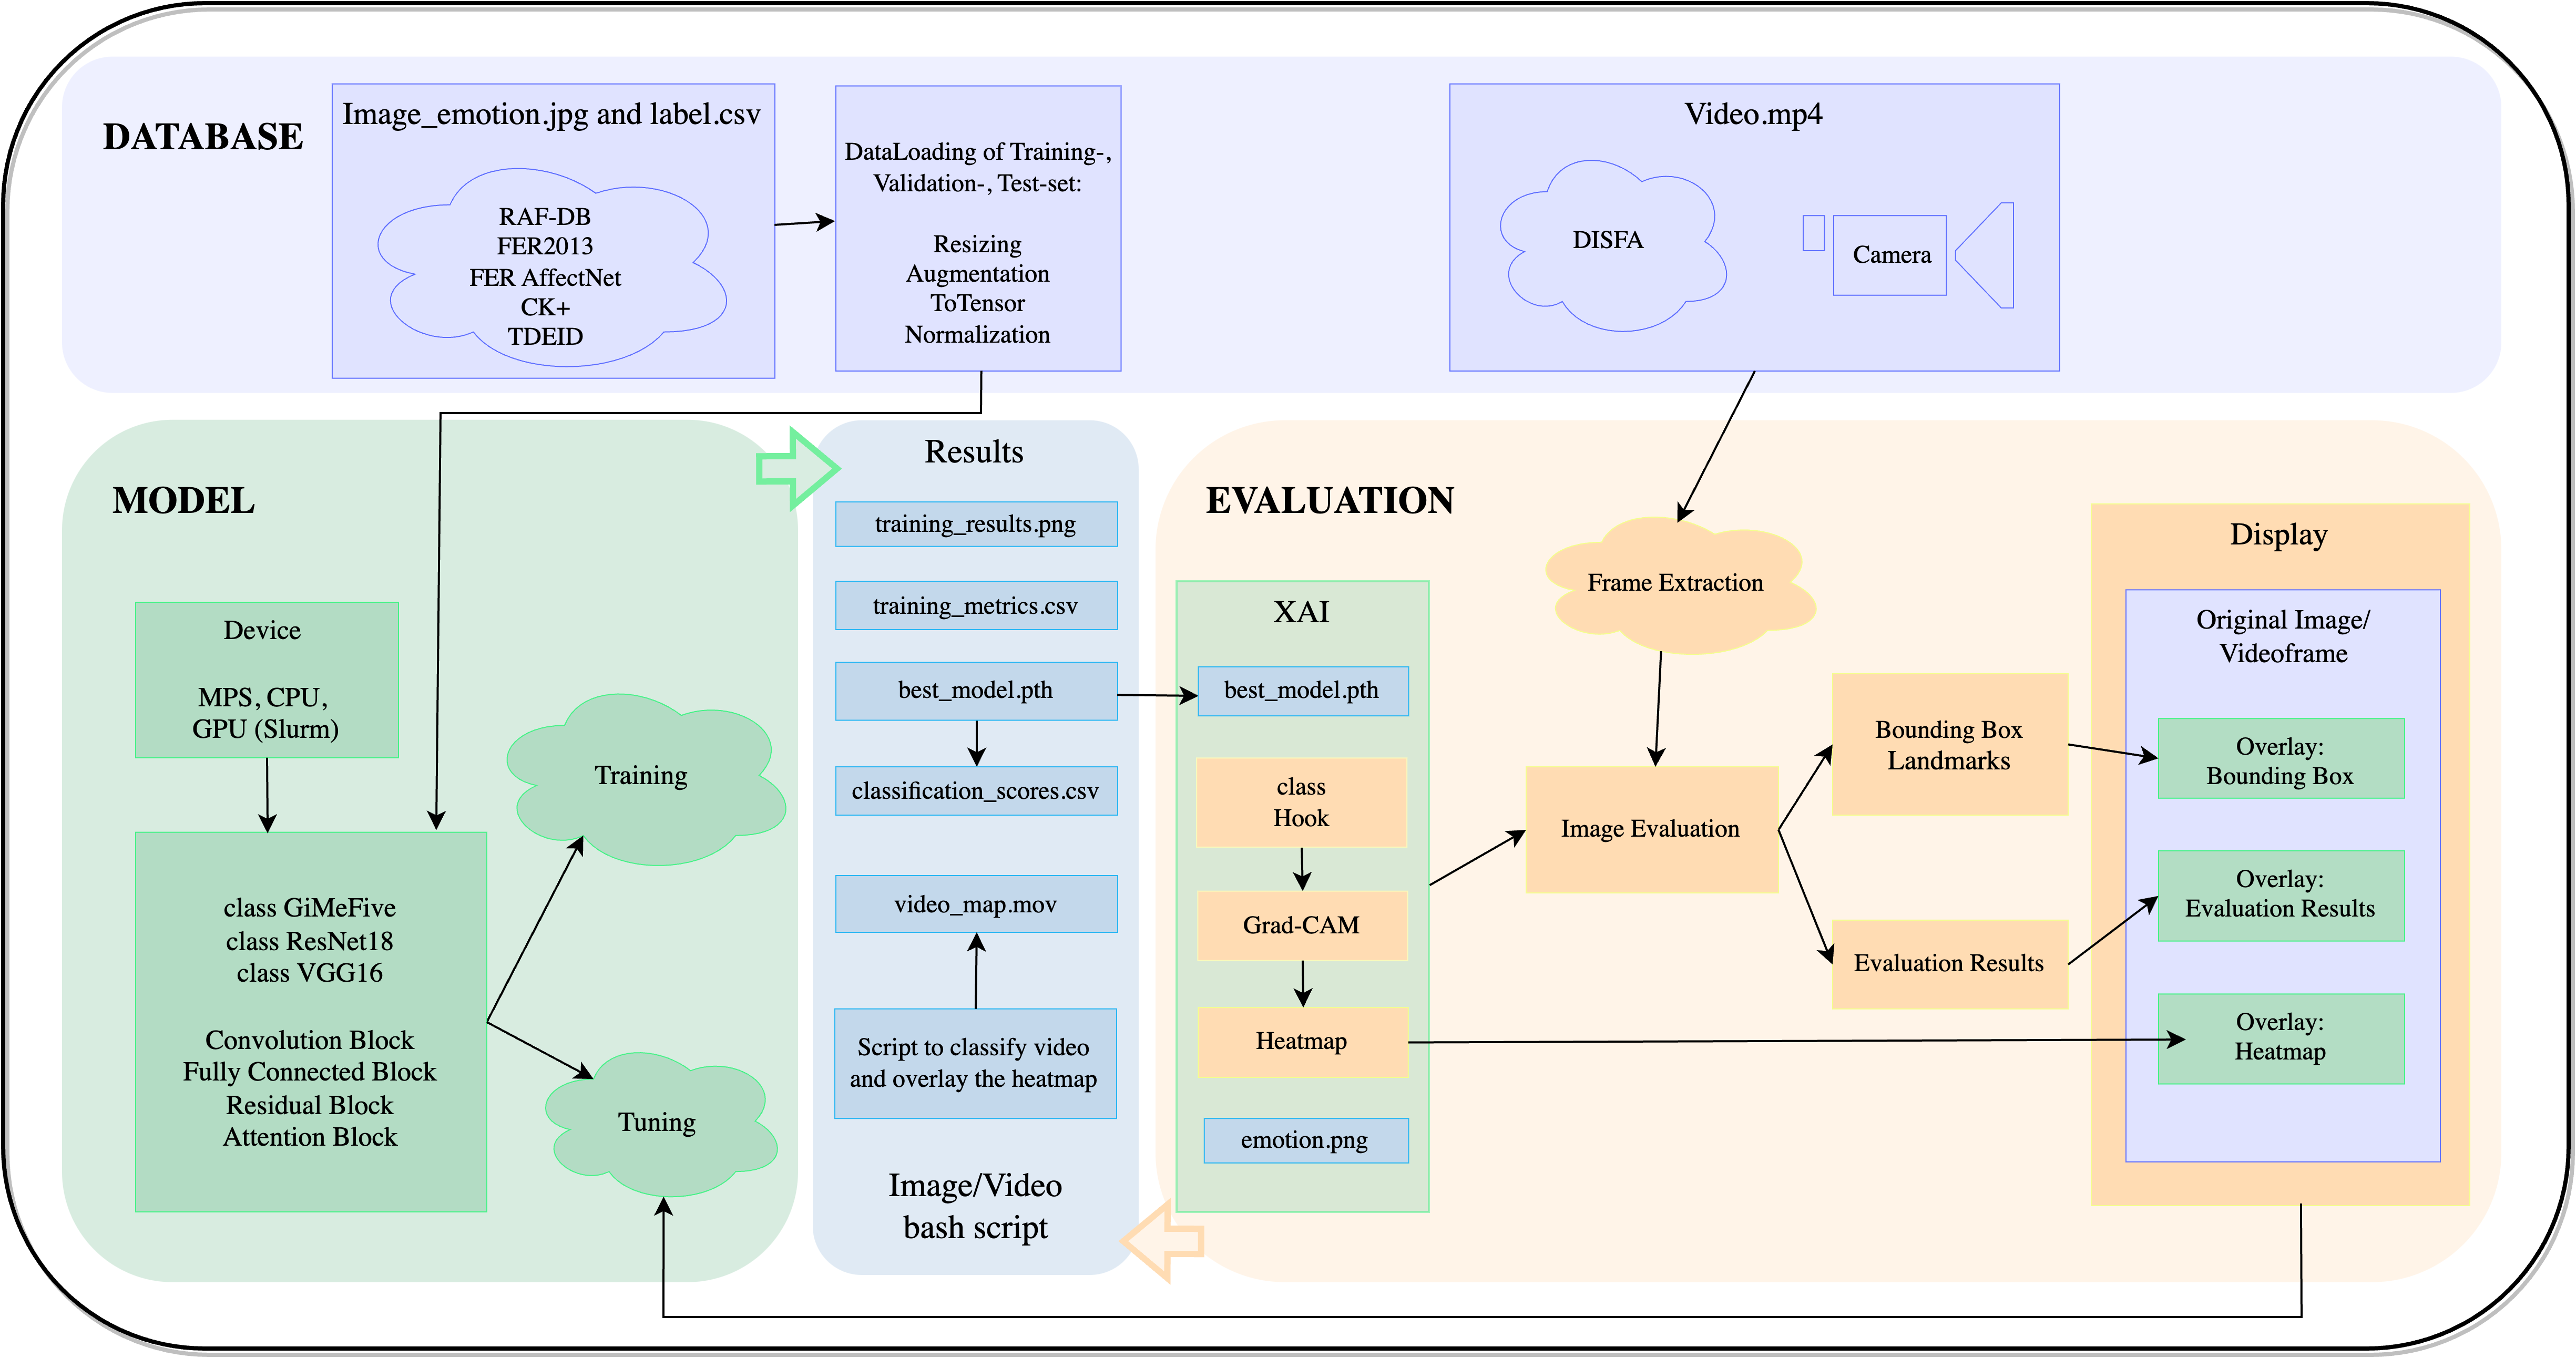 DATABASE
Image_emotion.jpg and label.csv
RAF-DB
FER2013
FER AffectNet
CK+
TDEID
DataLoading of Training-,
Validation-, Test-set:
Resizing
Augmentation
ToTensor
Normalization
Video.mp4
DISFA
Camera
MODEL
Device
MPS, CPU,
GPU (Slurm)
class GiMeFive
class ResNet18
class VGG16
Convolution Block
Fully Connected Block
Residual Block
Attention Block
Training
Tuning
Results
training_results.png
training_metrics.csv
best_model.pth
classification_scores.csv
video_map.mov
Script to classify video
and overlay the heatmap
Image/Video
bash script
EVALUATION
XAI
best_model.pth
class
Hook
Grad-CAM
Heatmap
emotion.png
Frame Extraction
Image Evaluation
Bounding Box
Landmarks
Evaluation Results
Display
Original Image/
Videoframe
Overlay:
Bounding Box
Overlay:
Evaluation Results
Overlay:
Heatmap